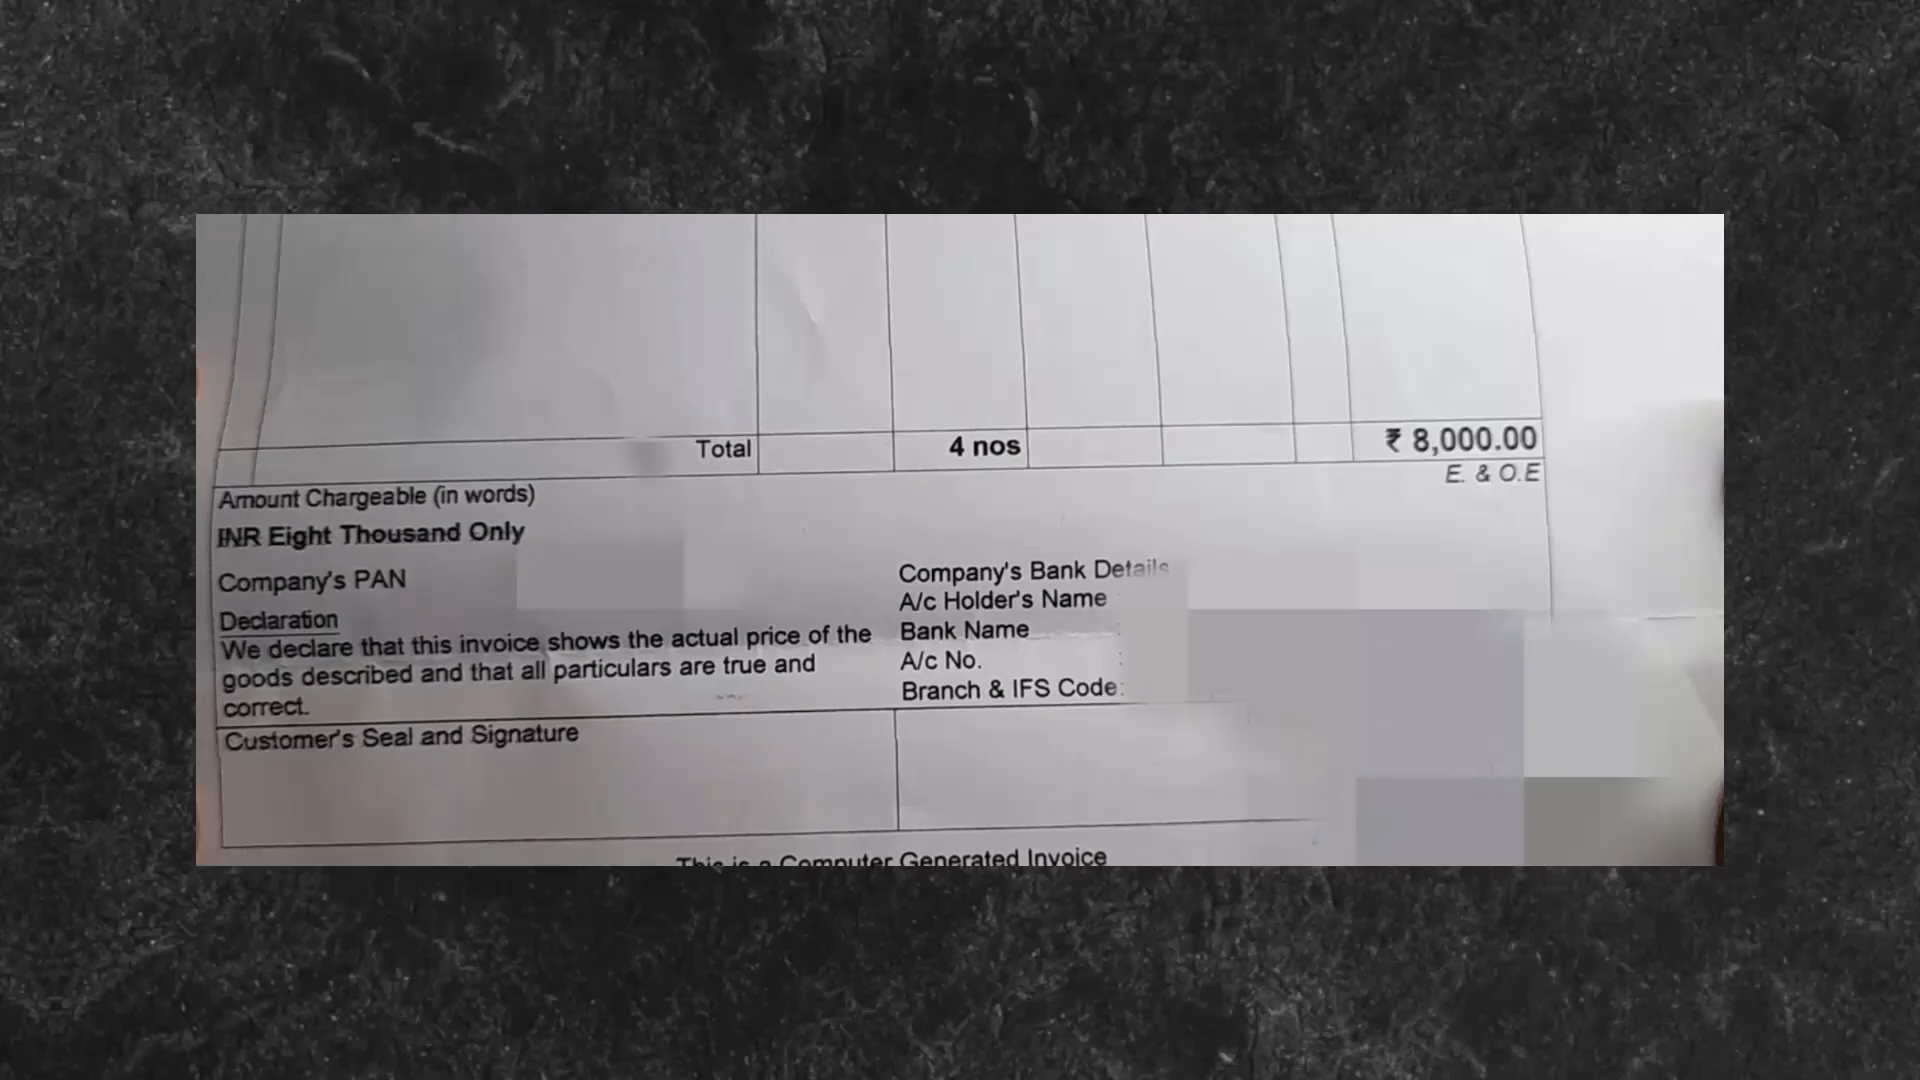 Total 4 nos ₹ 8,000.00
E. & O.E
Amount Chargeable (in words)
INR Eight Thousand Only
Company's PAN
Declaration
We declare that this invoice shows the actual price of the
goods described and that all particulars are true and
correct.
Company's Bank Details
A/c Holder's Name
Bank Name :
A/c No. :
Branch & IFS Code:
Customer's Seal and Signature
This is a Computer Generated Invoice